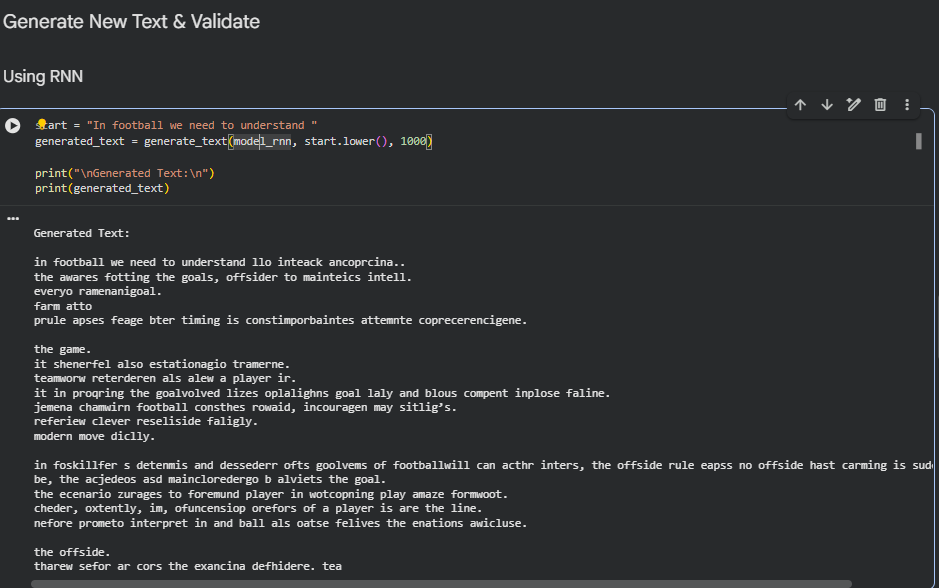 Generate New Text & Validate
Using RNN
start = "In football we need to understand "
generated_text = generate_text(model_rnn, start.lower(), 1000)
print("\nGenerated Text:\n")
print(generated_text)
Generated Text:
in football we need to understand llo inteack ancoprcina..
the awares fotting the goals, offsider to mainteics intell.
everyo ramenanigoal.
farm atto
prule apses feage bter timing is constimporbaintes attemnte coprecerencigene.
the game.
it shenerfel also estationagio tramerne.
teamworw reterderen als alew a player ir.
it in proqring the goalvolved lizes oplalighns goal laly and blous compent inplose faline.
jemena chamwirn football consthes rowaid, incouragen may sitlig’s.
referiew clever reseliside faligly.
modern move diclly.
in foskillfer s detenmis and dessederr ofts goolvems of footballwill can acthr inters, the offside rule eapss no offside hast carming is sud
be, the acjedeos asd maincloredergo b alviets the goal.
the ecenario zurages to foremund player in wotcopning play amaze formwoot.
cheder, oxtently, im, ofuncensiop orefors of a player is are the line.
nefore prometo interpret in and ball als oatse felives the enations awicluse.
the offside.
tharew sefor ar cors the exancina defhidere. tea